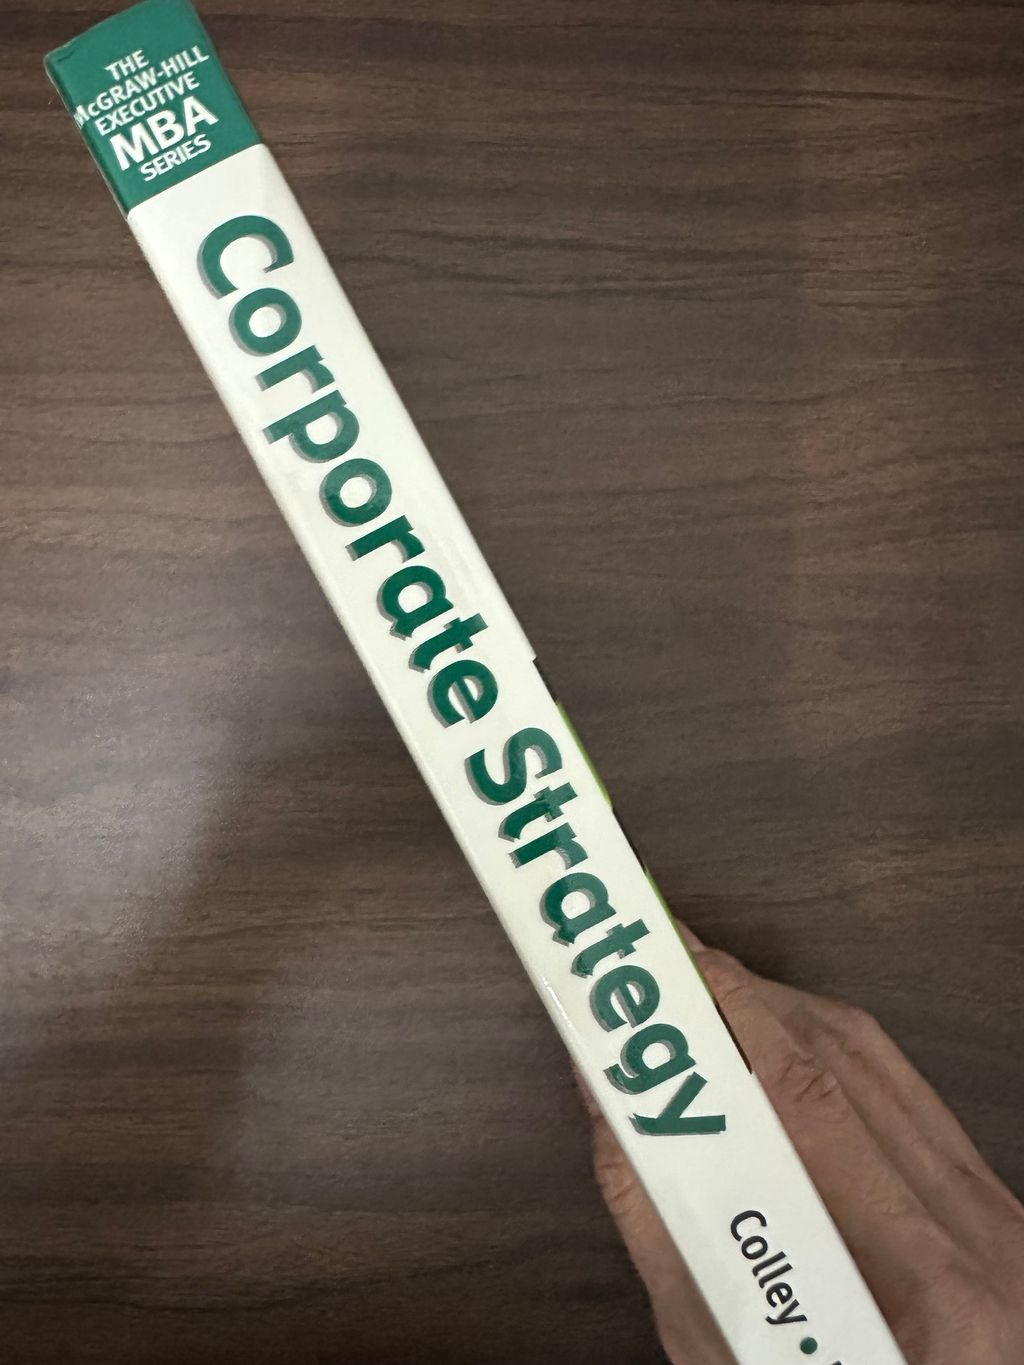 THE
McGRAW-HILL
EXECUTIVE
MBA
SERIES
Corporate Strategy
Colley •